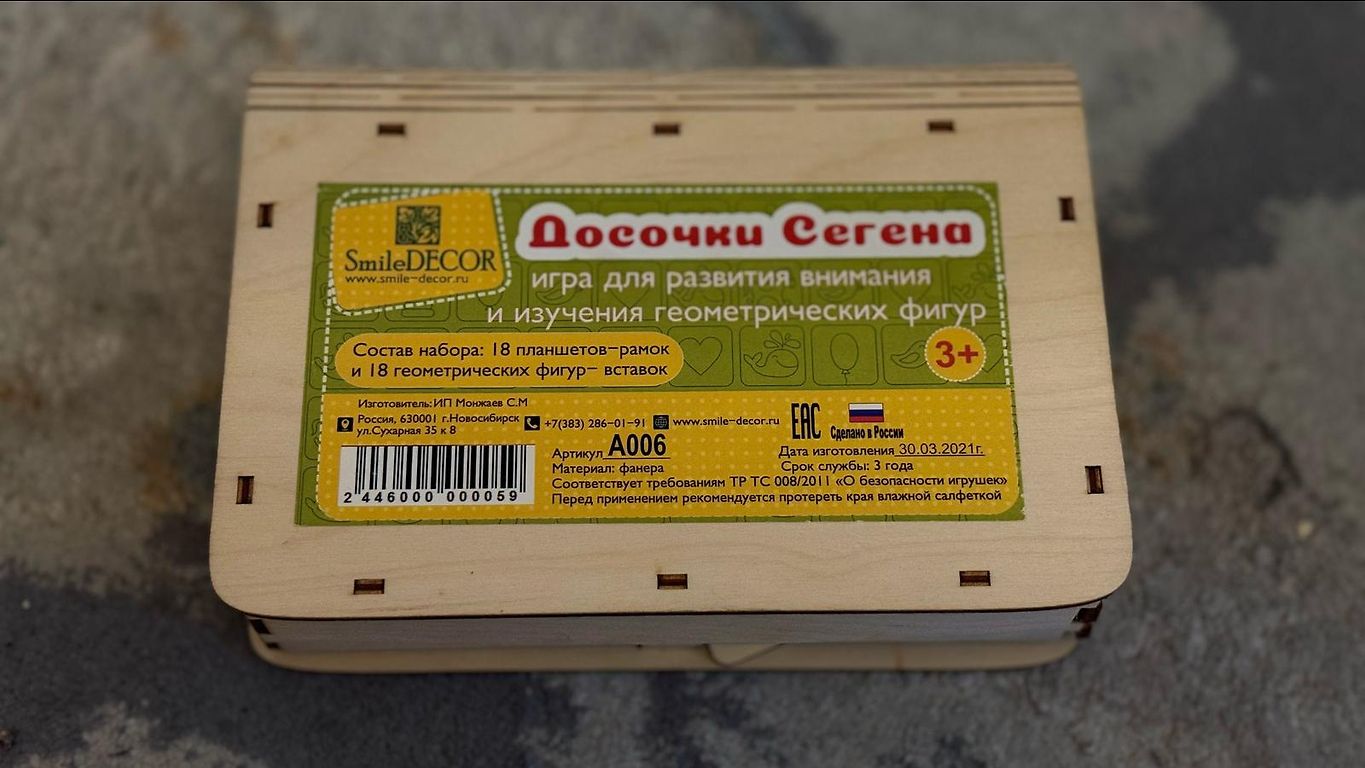 SmileDECOR
www.smile-decor.ru
Досочки Сегена
игра для развития внимания
и изучения геометрических фигур
Состав набора: 18 планшетов-рамок
и 18 геометрических фигур- вставок
3+
Изготовитель: ИП Монжаев С.М
Россия, 630001 г.Новосибирск
ул.Сухарная 35 к 8
+7(383) 286-01-91
www.smile-decor.ru
EAC
Сделано в России
Артикул A006
Дата изготовления 30.03.2021г.
Материал: фанера
Срок службы: 3 года
Соответствует требованиям ТР ТС 008/2011 «О безопасности игрушек»
Перед применением рекомендуется протереть края влажной салфеткой
2 446000 000059